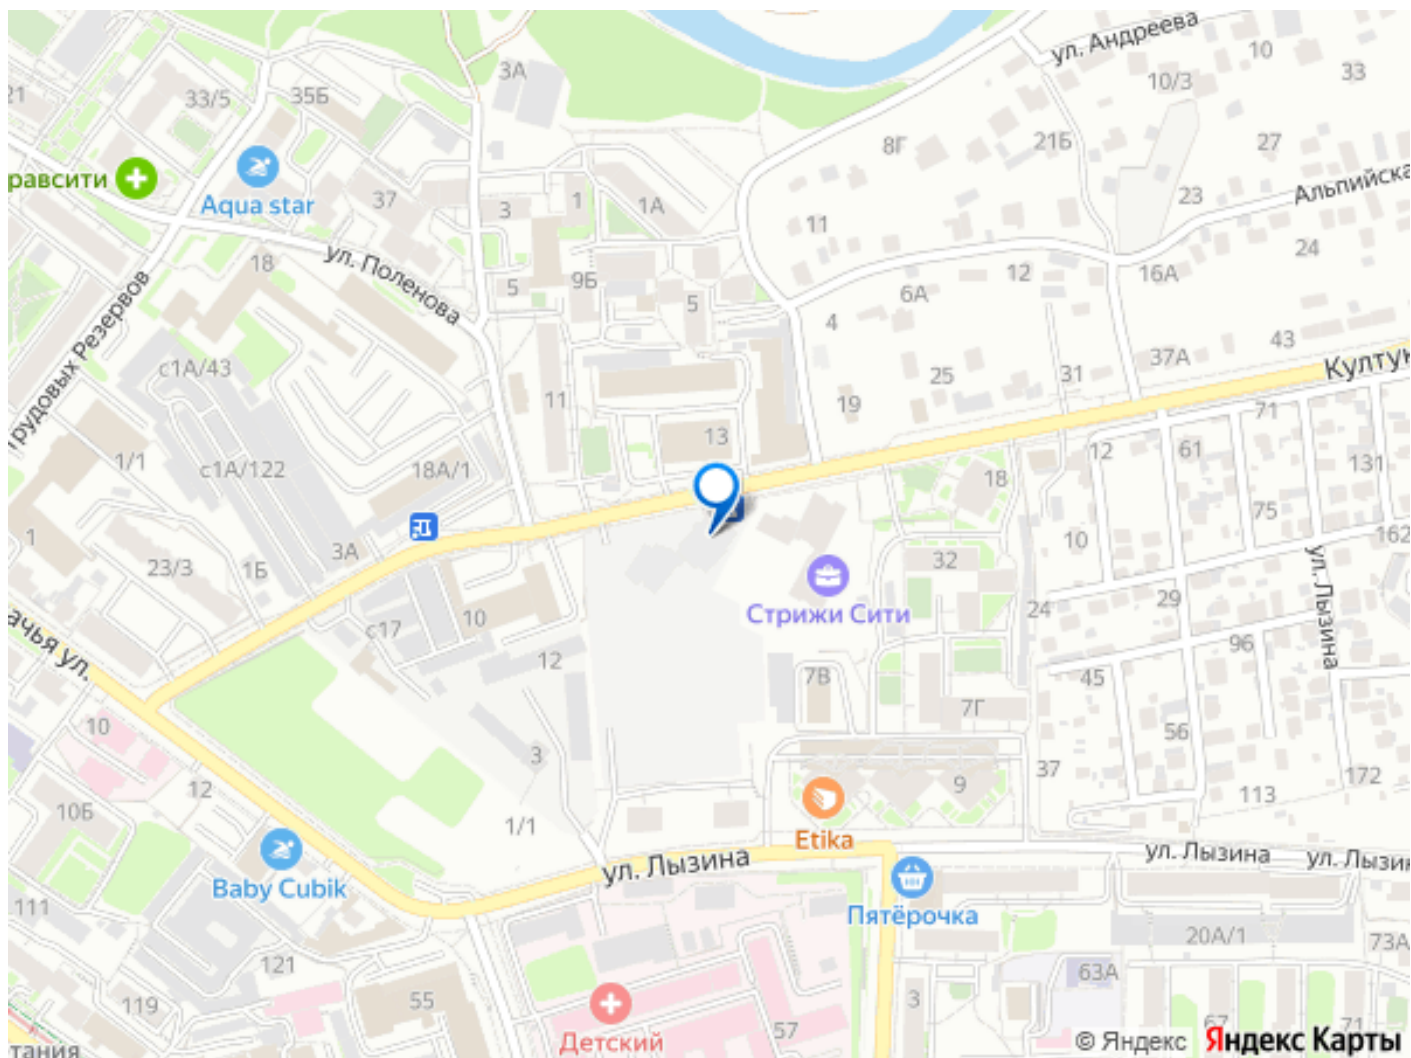 ул. Андреева
10
33
10/3
3А
21
33/5
35Б
8Г
21Б
27
равсити
Aqua star
37
3
1
1А
11
23
Альпийска
24
18
ул. Поленова
5
9Б
5
6А
12
16А
Трудовых Резервов
4
43
с1А/43
37А
Култук
31
25
19
11
71
13
12
61
131
1/1
с1А/122
18А/1
18
75
162
1
3А
10
23/3
1Б
32
ул. Лызина
Стрижи Сити
24
29
с17
10
96
ачья ул.
12
7В
45
7Г
10
56
3
37
172
12
9
113
10Б
1/1
Etika
ул. Лызина
ул. Лызина
ул. Лызин
Baby Cubik
Пятёрочка
111
20А/1
73А
121
63А
119
55
3
57
67
71
Детский
тания
© Яндекс
Яндекс Карты